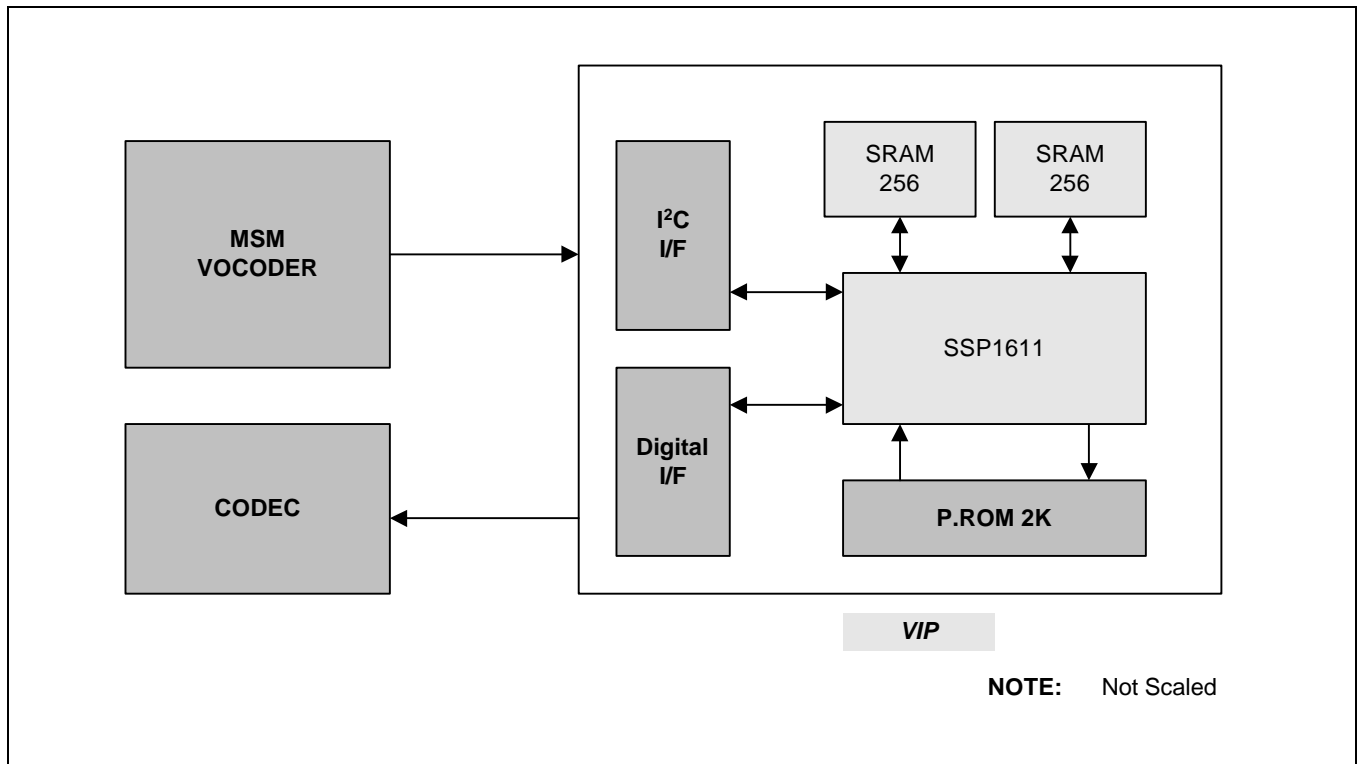 MSM
VOCODER
CODEC
I²C
I/F
Digital
I/F
SRAM
256
SRAM
256
SSP1611
P.ROM 2K
VIP
NOTE: Not Scaled